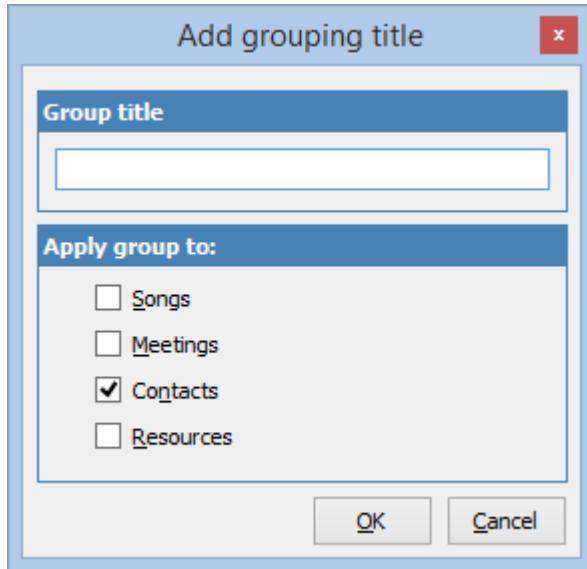 Add grouping title
x
Group title
Apply group to:
Songs
Meetings
Contacts
Resources
OK
Cancel